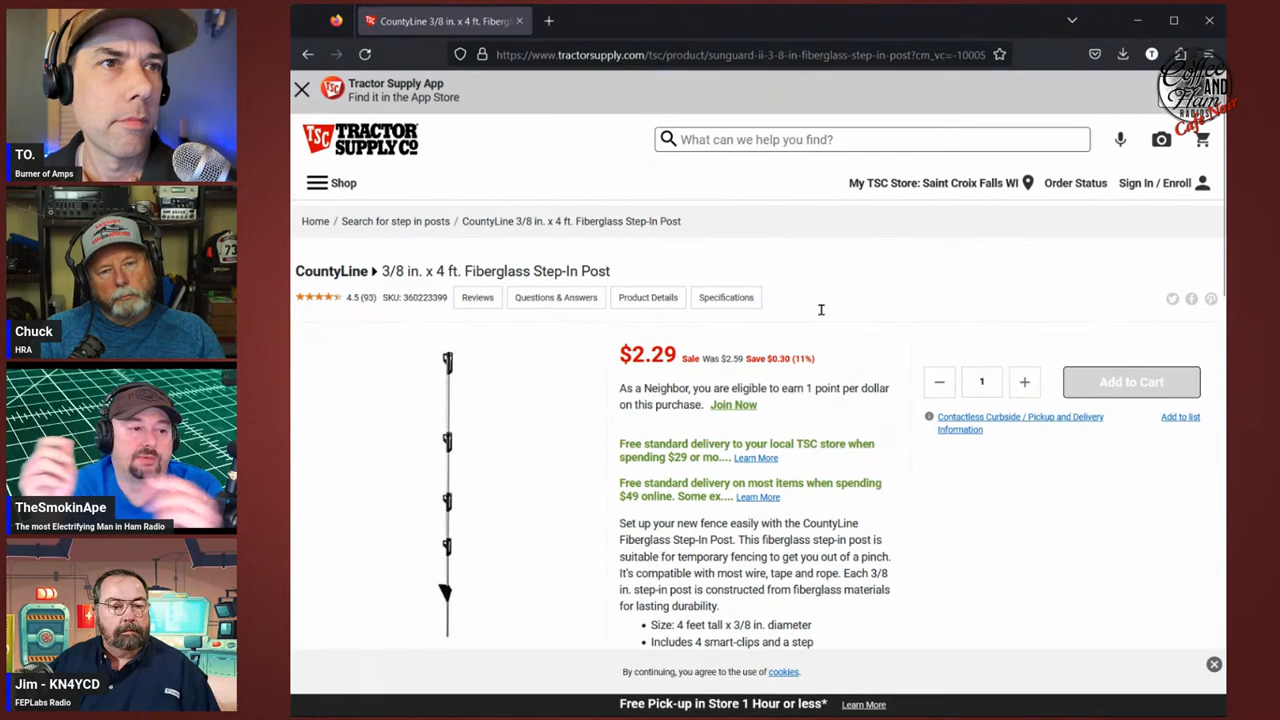 TO.
Burner of Amps
Chuck
HRA
TheSmokinApe
The most Electrifying Man in Ham Radio
Jim - KN4YCD
FEPLabs Radio
73
CountyLine 3/8 in. x 4 ft. Fibergl
https://www.tractorsupply.com/tsc/product/sunguard-ii-3-8-in-fiberglass-step-in-post?cm_vc=-10005
T
Coffee
AND
Ham
RADIOS
Café Noir
TSC
Tractor Supply App
Find it in the App Store
TSC TRACTOR
SUPPLY CO
What can we help you find?
Shop
My TSC Store: Saint Croix Falls WI
Order Status
Sign In / Enroll
Home / Search for step in posts / CountyLine 3/8 in. x 4 ft. Fiberglass Step-In Post
CountyLine 3/8 in. x 4 ft. Fiberglass Step-In Post
4.5 (93) SKU: 360223399 Reviews Questions & Answers Product Details Specifications
$2.29 Sale Was $2.59 Save $0.30 (11%)
As a Neighbor, you are eligible to earn 1 point per dollar
on this purchase. Join Now
Free standard delivery to your local TSC store when
spending $29 or mo.... Learn More
Free standard delivery on most items when spending
$49 online. Some ex.... Learn More
Set up your new fence easily with the CountyLine
Fiberglass Step-In Post. This fiberglass step-in post is
suitable for temporary fencing to get you out of a pinch.
It's compatible with most wire, tape and rope. Each 3/8
in. step-in post is constructed from fiberglass materials
for lasting durability.
• Size: 4 feet tall x 3/8 in. diameter
• Includes 4 smart-clips and a step
− 1 + Add to Cart
Contactless Curbside / Pickup and Delivery
Information
Add to list
By continuing, you agree to the use of cookies.
Free Pick-up in Store 1 Hour or less* Learn More